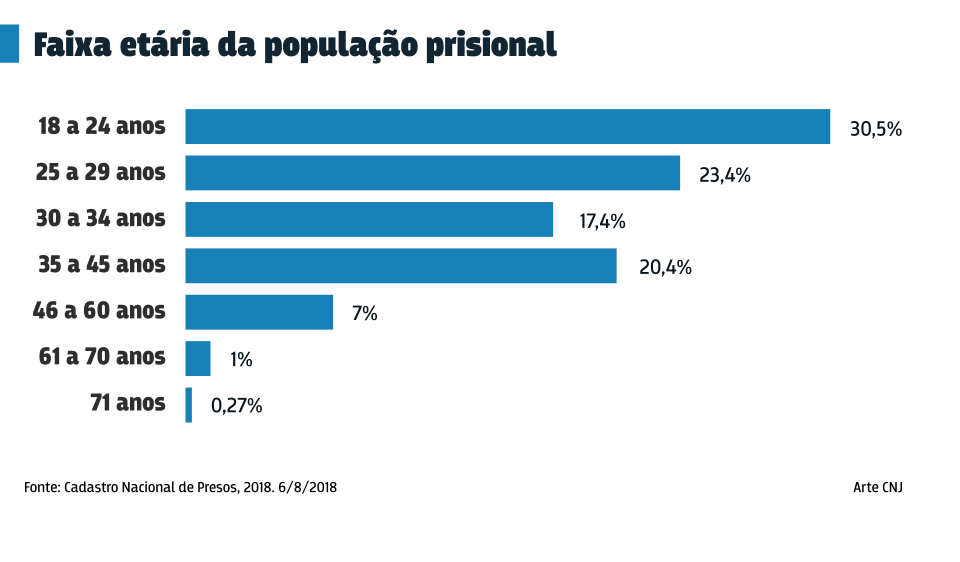 Faixa etária da população prisional
18 a 24 anos 30,5%
25 a 29 anos 23,4%
30 a 34 anos 17,4%
35 a 45 anos 20,4%
46 a 60 anos 7%
61 a 70 anos 1%
71 anos 0,27%
Fonte: Cadastro Nacional de Presos, 2018. 6/8/2018 Arte CNJ